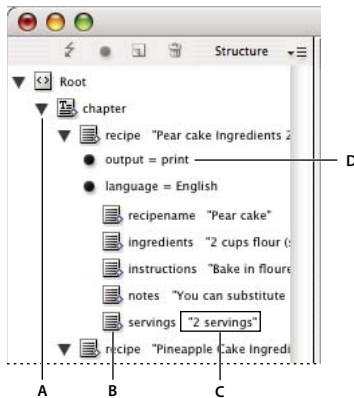 Structure
Root
chapter
recipe "Pear cake Ingredients 2
output = print
D
language = English
recipename "Pear cake"
ingredients "2 cups flour (s
instructions "Bake in floure
notes "You can substitute
servings "2 servings"
recipe "Pineapple Cake Ingredi
A B C